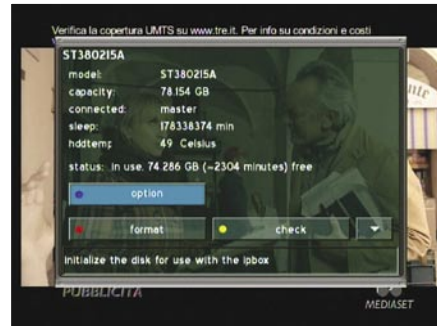 Verifica la copertura UMTS su www.tre.it. Per info su condizioni e costi
ST380215A
model: ST380215A
capacity: 78.154 GB
connected: master
sleep: 178338374 min
hddtemp: 49 Celsius
status: in use, 74.286 GB (~2304 minutes) free
option
format
check
initialize the disk for use with the ipbox
PUBBLICITÀ
MEDIASET